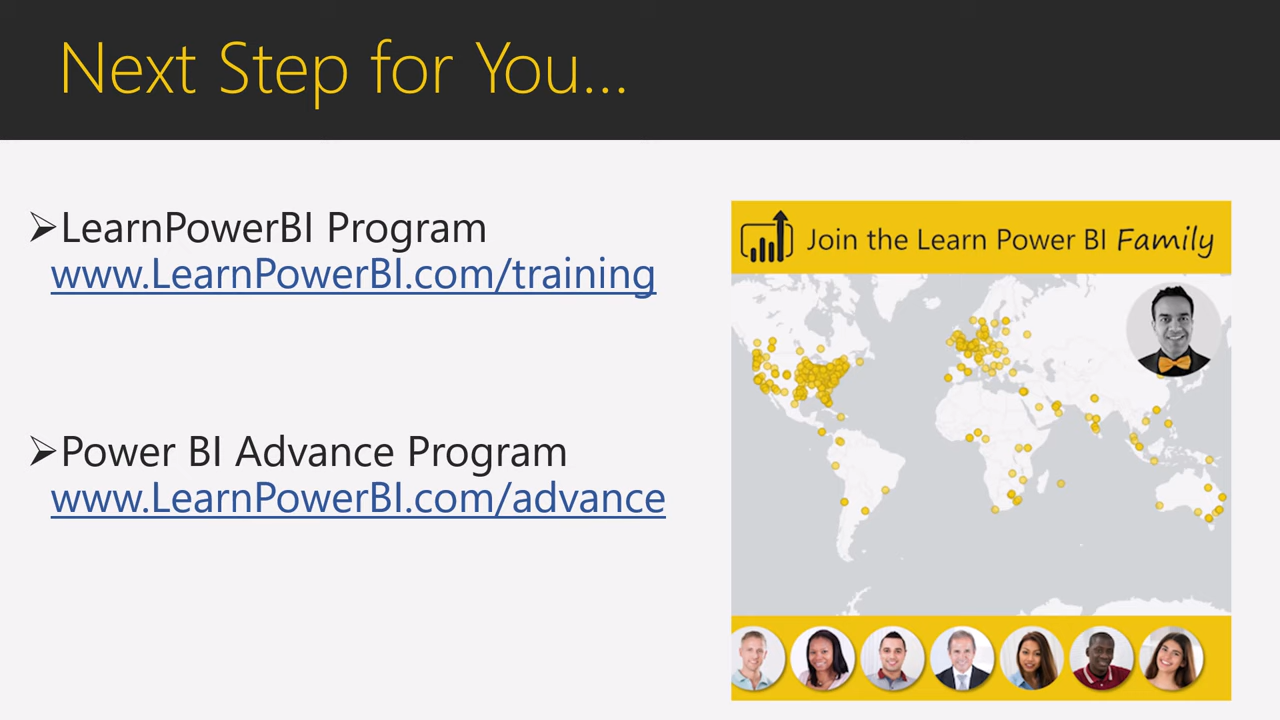 Next Step for You...
➢LearnPowerBI Program
www.LearnPowerBI.com/training
➢Power BI Advance Program
www.LearnPowerBI.com/advance
Join the Learn Power BI Family